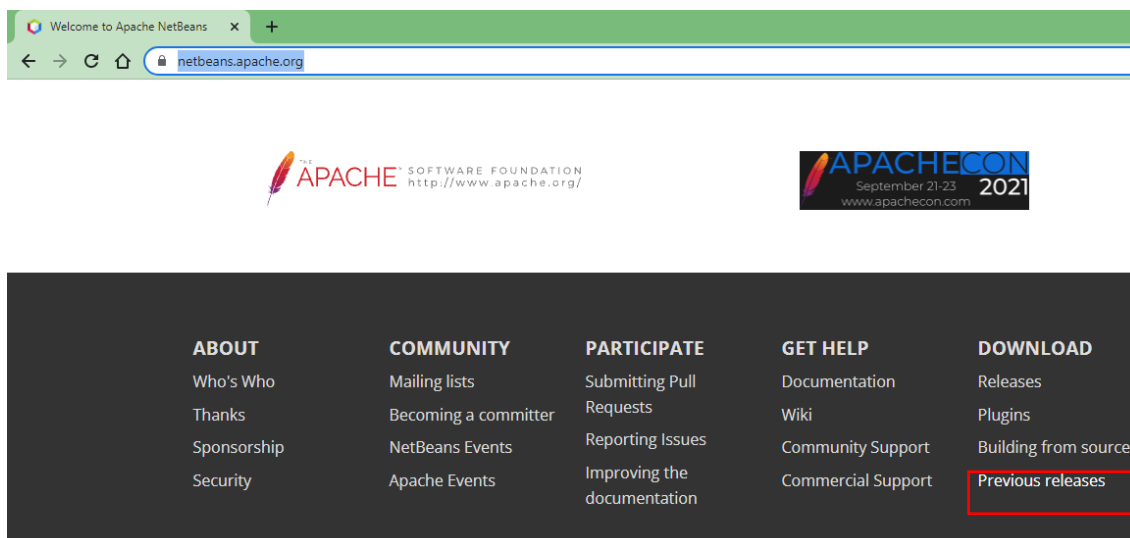 Welcome to Apache NetBeans
netbeans.apache.org
THE
APACHE™ SOFTWARE FOUNDATION
http://www.apache.org/
APACHECON
September 21-23 2021
www.apachecon.com
ABOUT
Who's Who
Thanks
Sponsorship
Security
COMMUNITY
Mailing lists
Becoming a committer
NetBeans Events
Apache Events
PARTICIPATE
Submitting Pull
Requests
Reporting Issues
Improving the
documentation
GET HELP
Documentation
Wiki
Community Support
Commercial Support
DOWNLOAD
Releases
Plugins
Building from source
Previous releases